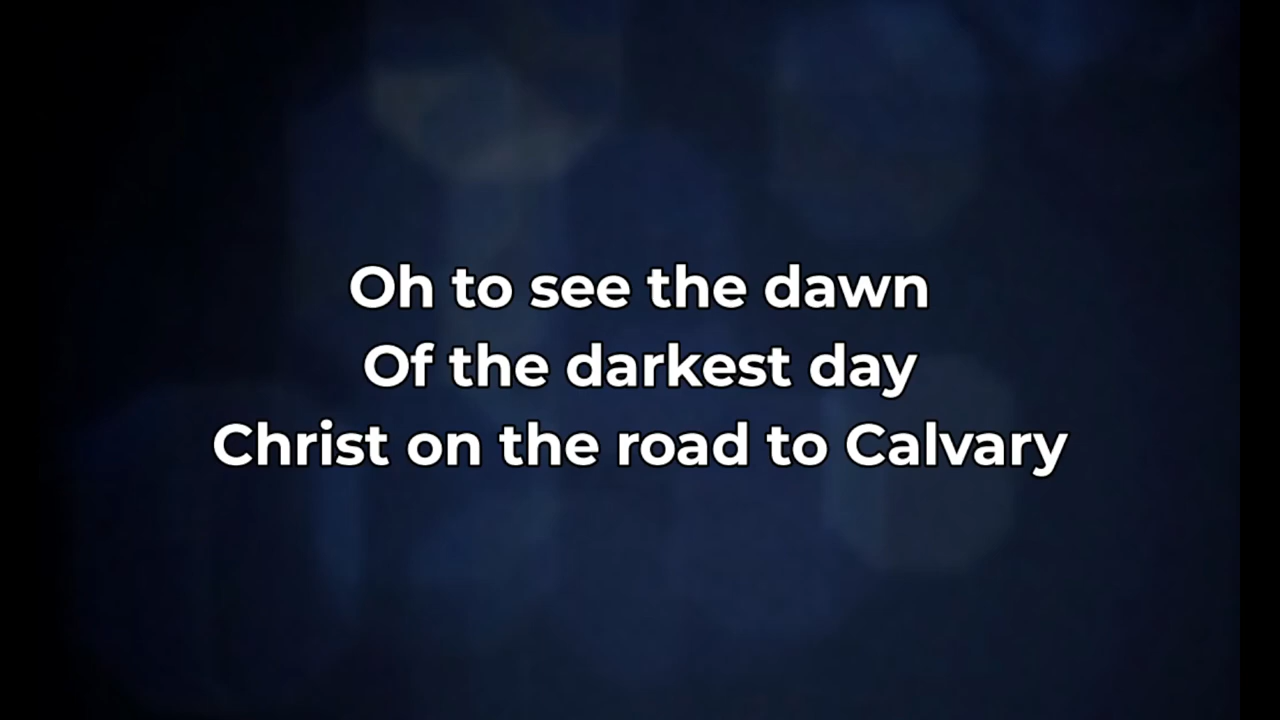 Oh to see the dawn
Of the darkest day
Christ on the road to Calvary